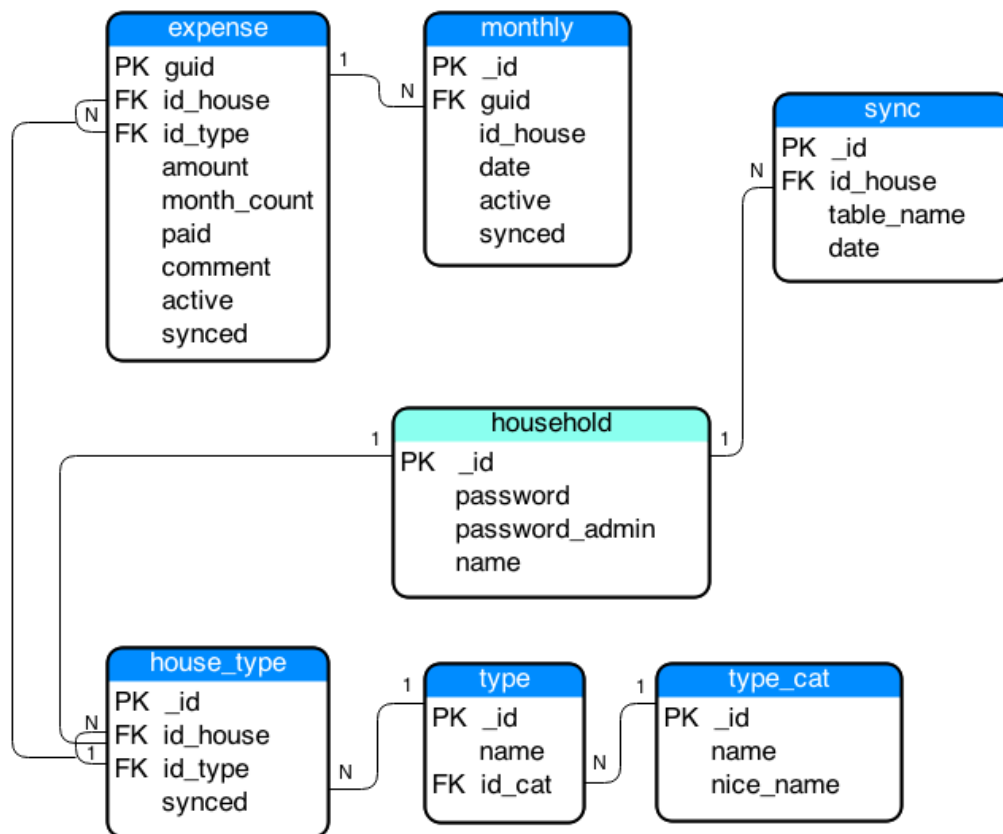 expense
PK guid
FK id_house
FK id_type
amount
month_count
paid
comment
active
synced
1
N
N
monthly
PK _id
FK guid
id_house
date
active
synced
sync
PK _id
FK id_house
table_name
date
N
household
PK _id
password
password_admin
name
1
1
house_type
PK _id
FK id_house
FK id_type
synced
N
1
N
1
type
PK _id
name
FK id_cat
N
1
type_cat
PK _id
name
nice_name